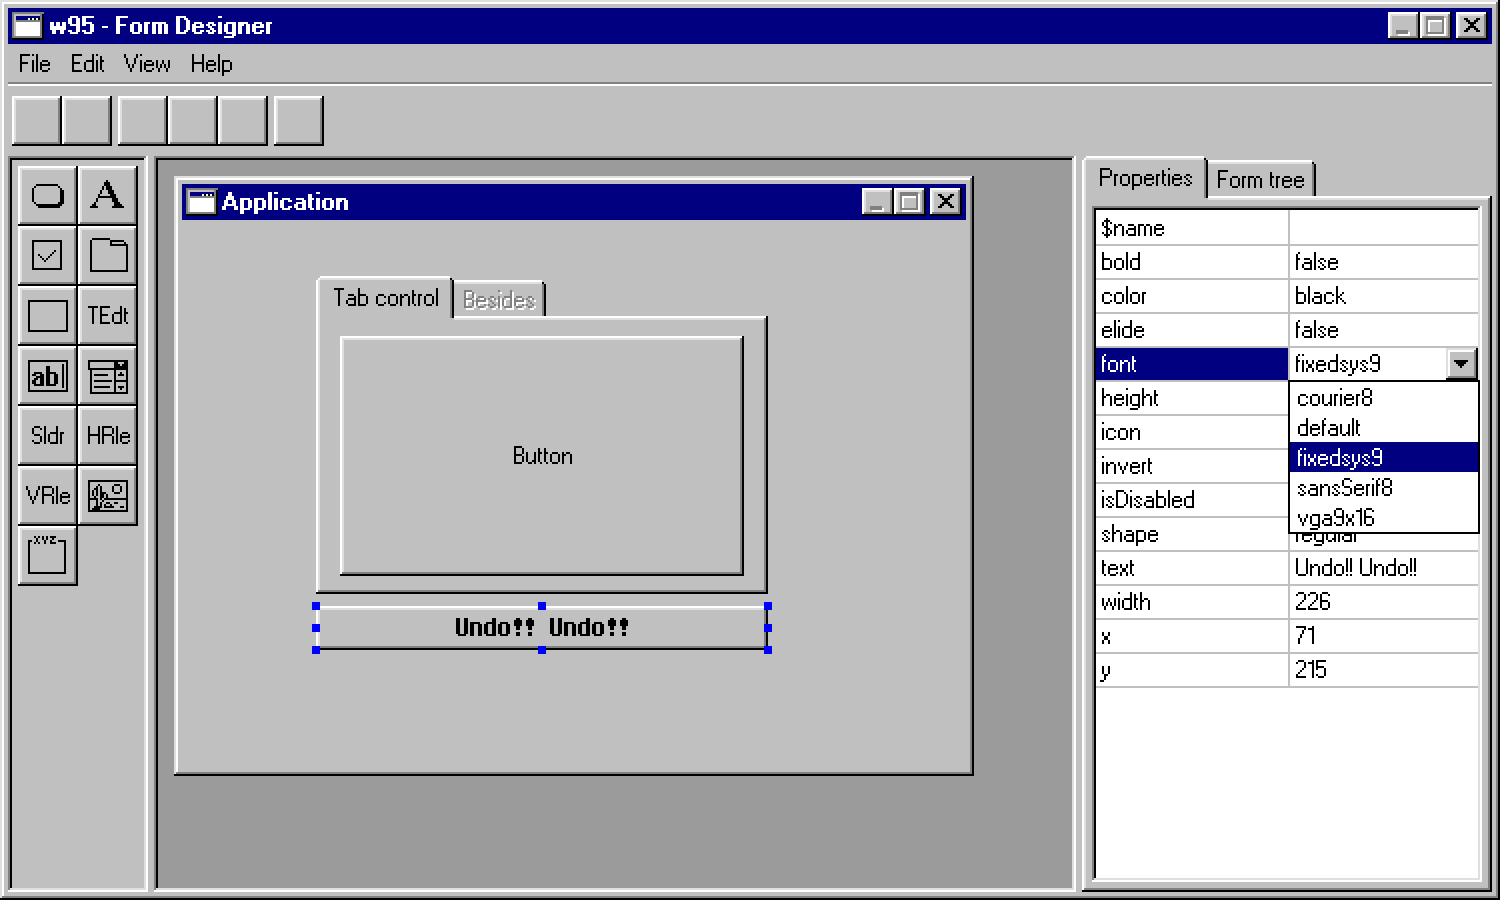 w95 - Form Designer
File Edit View Help
A
TEdt
ab
Sldr HRle
VRle
xyz
Application
Tab control Besides
Button
Undo!! Undo!!
Properties Form tree
$name
bold false
color black
elide false
font fixedsys9
height courier8
icon default
invert fixedsys9
isDisabled sansSerif8
vga9x16
shape regular
text Undo!! Undo!!
width 226
x 71
y 215